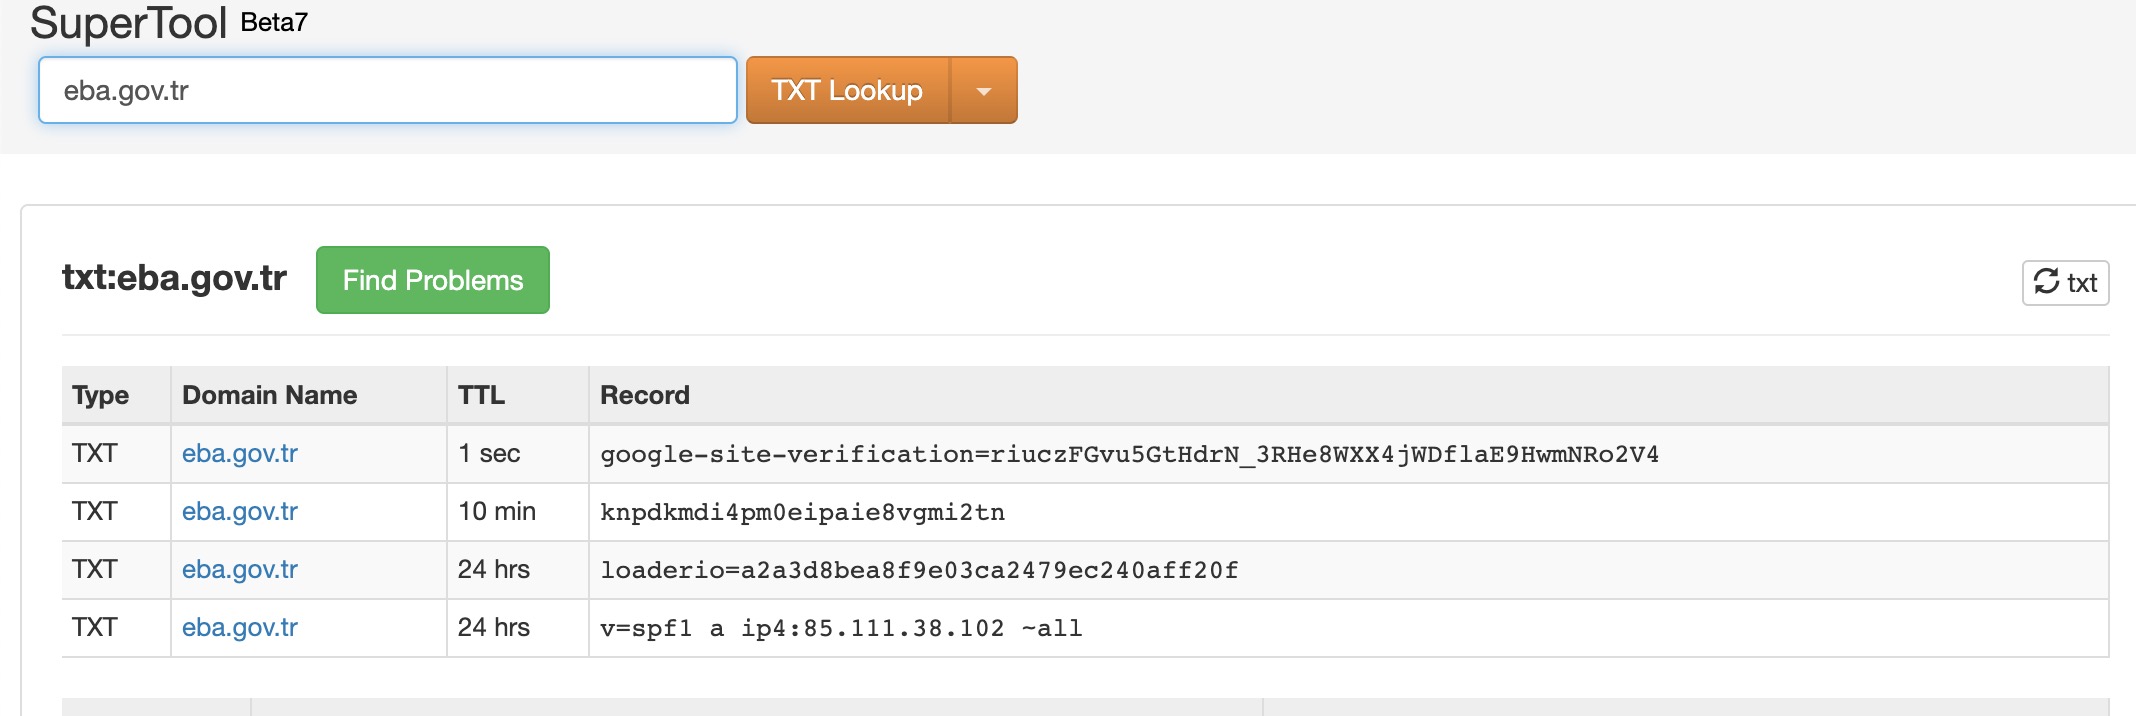 SuperTool Beta7
eba.gov.tr TXT Lookup
txt:eba.gov.tr Find Problems txt
Type Domain Name TTL Record
TXT eba.gov.tr 1 sec google-site-verification=riuczFGvu5GtHdrN_3RHe8WXX4jWDflaE9HwmNRo2V4
TXT eba.gov.tr 10 min knpdkmdi4pm0eipaie8vgmi2tn
TXT eba.gov.tr 24 hrs loaderio=a2a3d8bea8f9e03ca2479ec240aff20f
TXT eba.gov.tr 24 hrs v=spf1 a ip4:85.111.38.102 ~all